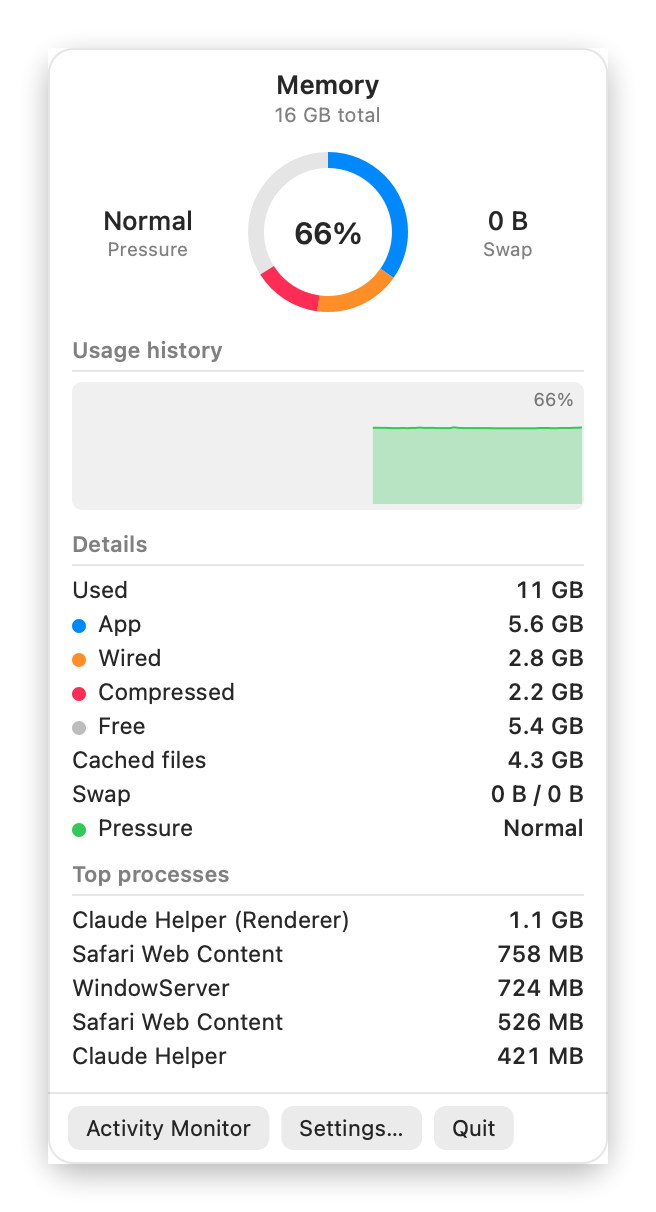 Memory
16 GB total
Normal
Pressure
66%
0 B
Swap
Usage history
66%
Details
Used 11 GB
App 5.6 GB
Wired 2.8 GB
Compressed 2.2 GB
Free 5.4 GB
Cached files 4.3 GB
Swap 0 B / 0 B
Pressure Normal
Top processes
Claude Helper (Renderer) 1.1 GB
Safari Web Content 758 MB
WindowServer 724 MB
Safari Web Content 526 MB
Claude Helper 421 MB
Activity Monitor Settings... Quit